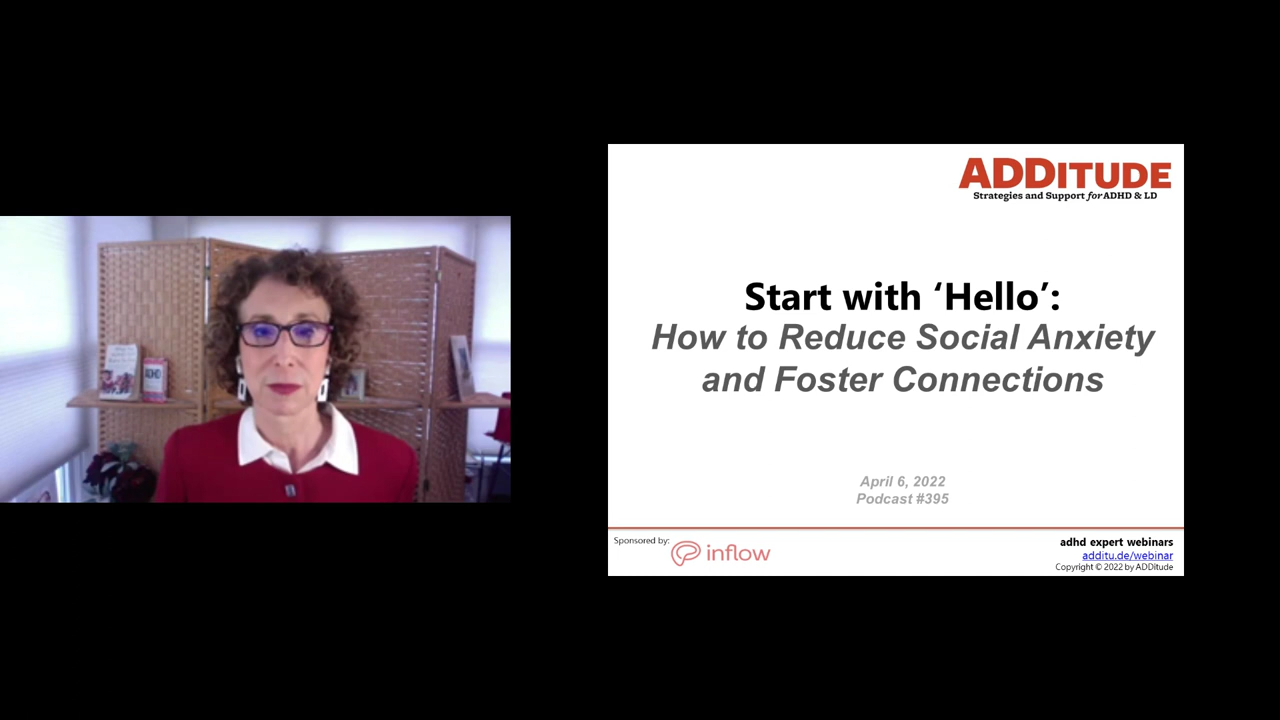 ADDITUDE
Strategies and Support for ADHD & LD
Start with ‘Hello’:
How to Reduce Social Anxiety
and Foster Connections
April 6, 2022
Podcast #395
Sponsored by:
inflow
adhd expert webinars
additu.de/webinar
Copyright © 2022 by ADDitude
ADHD